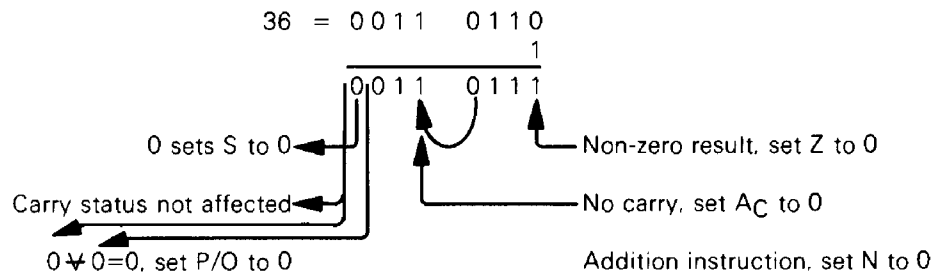 36 = 0011 0110
1
0011 0111
0 sets S to 0
Non-zero result, set Z to 0
Carry status not affected
No carry, set AC to 0
0 ⊻ 0=0, set P/O to 0
Addition instruction, set N to 0